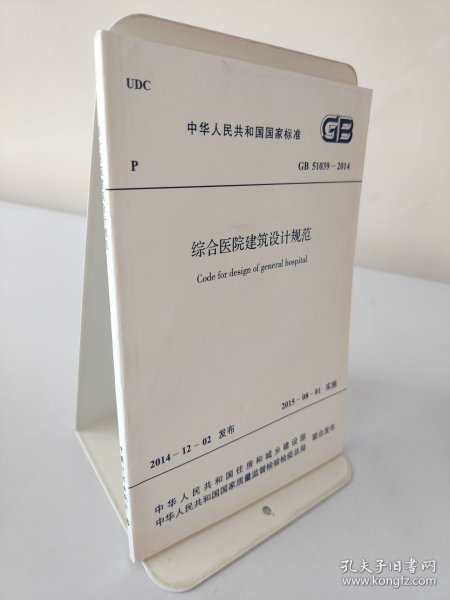 UDC
中华人民共和国国家标准
GB
P
GB 51039-2014
综合医院建筑设计规范
Code for design of general hospital
2014-12-02 发布
2015-08-01 实施
中华人民共和国住房和城乡建设部
中华人民共和国国家质量监督检验检疫总局
联合发布
孔夫子旧书网
www.kongfz.com